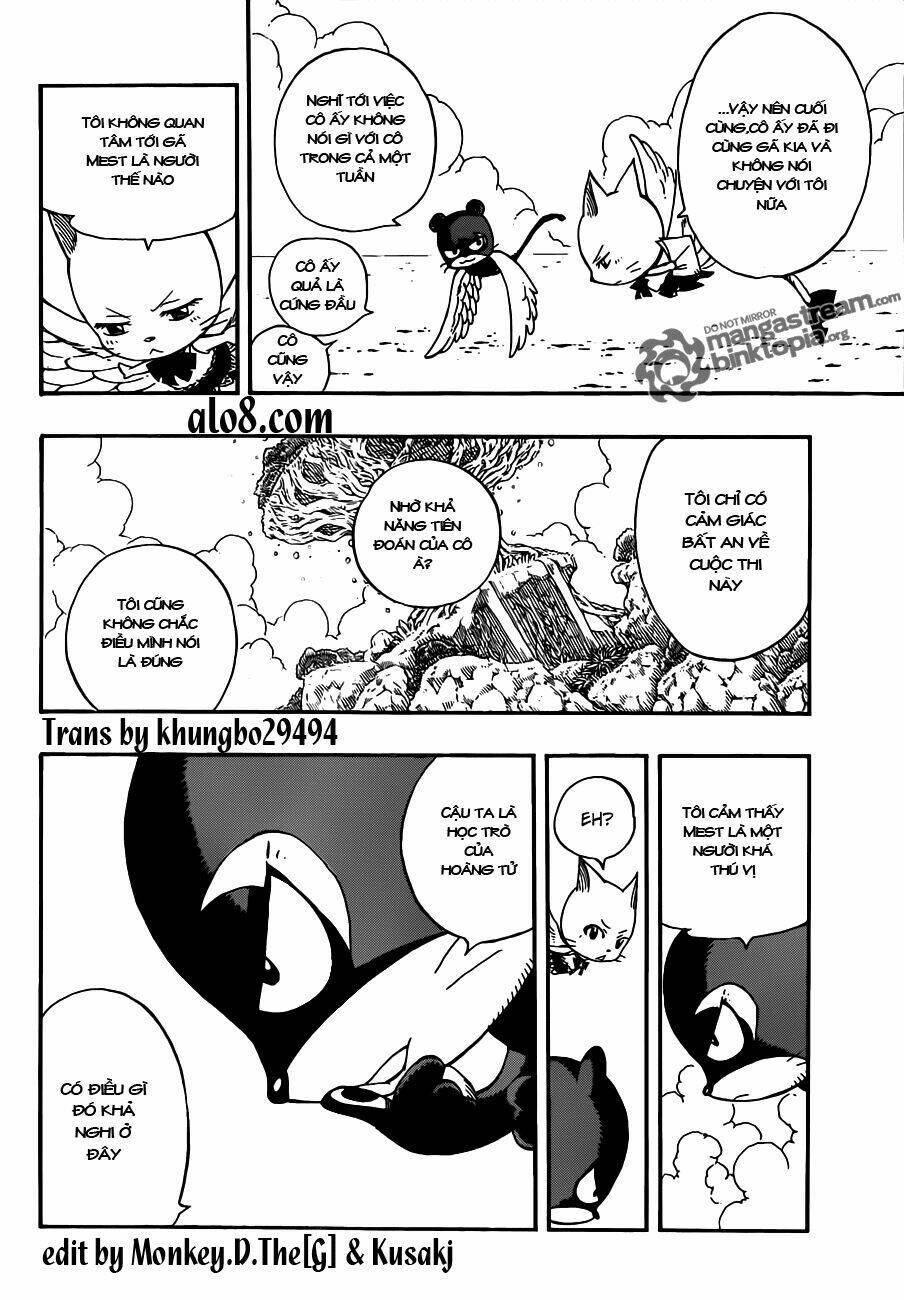 ...VẬY NÊN CUỐI
CÙNG,CÔ ẤY ĐÃ ĐI
CÙNG GÃ KIA VÀ
KHÔNG NÓI
CHUYỆN VỚI TÔI
NỮA
NGHĨ TỚI VIỆC
CÔ ẤY KHÔNG
NÓI GÌ VỚI CÔ
TRONG CẢ MỘT
TUẦN
CÔ ẤY QUẢ LÀ
CỨNG ĐẦU
CÔ
CŨNG
VẬY
DO NOT MIRROR
mangastream.com
binktopia.org
TÔI KHÔNG QUAN
TÂM TỚI GÃ
MEST LÀ NGƯỜI
THẾ NÀO
alo8.com
TÔI CHỈ CÓ
CẢM GIÁC
BẤT AN VỀ
CUỘC THI
NÀY
NHỜ KHẢ
NĂNG TIÊN
ĐOÁN CỦA CÔ
À?
TÔI CŨNG
KHÔNG CHẮC
ĐIỀU MÌNH NÓI
LÀ ĐÚNG
Trans by khungbo29494
TÔI CẢM THẤY
MEST LÀ MỘT
NGƯỜI KHÁ
THÚ VỊ
EH?
CẬU TA LÀ
HỌC TRÒ
CỦA
HOÀNG TỬ
CÓ ĐIỀU GÌ
ĐÓ KHẢ
NGHI Ở
ĐÂY
edit by Monkey.D.The[G] & Kusakj